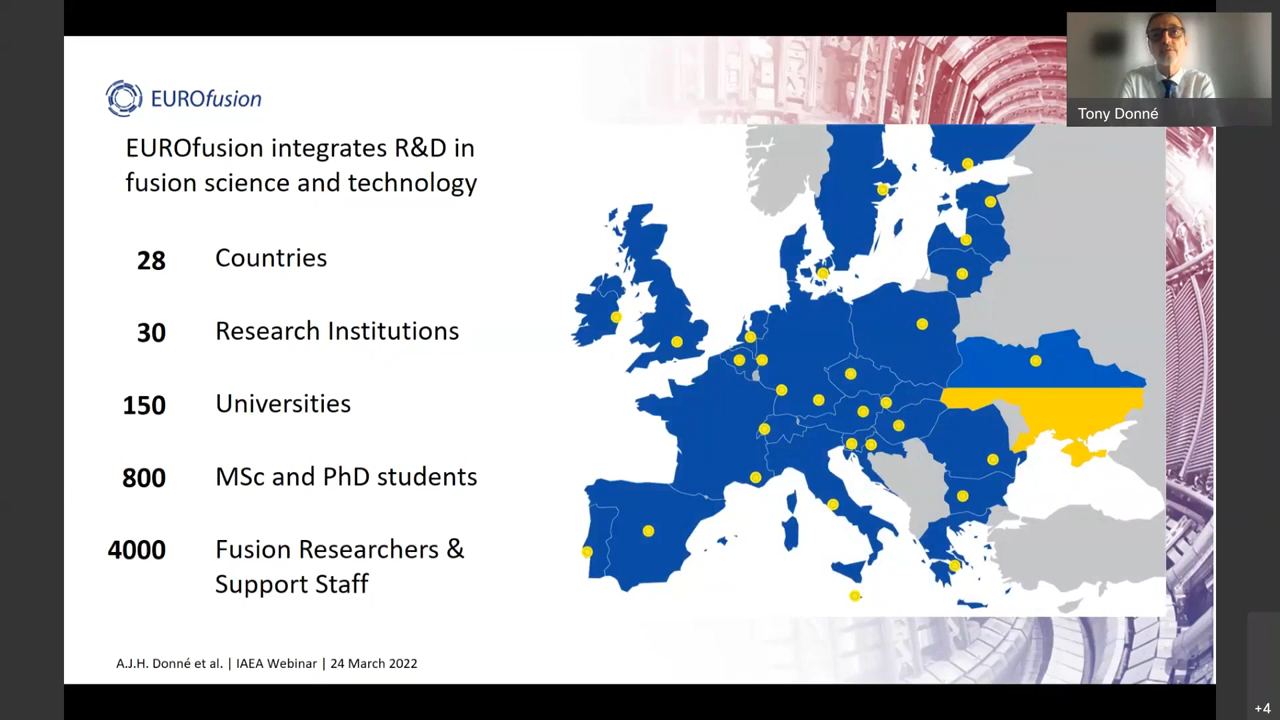 EUROfusion
Tony Donné
EUROfusion integrates R&D in
fusion science and technology
28 Countries
30 Research Institutions
150 Universities
800 MSc and PhD students
4000 Fusion Researchers &
Support Staff
A.J.H. Donné et al. | IAEA Webinar | 24 March 2022
+4